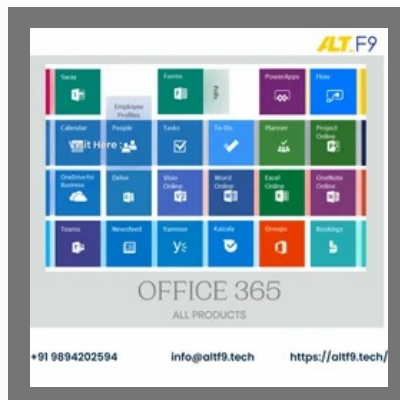 ALT_F9
Sway
Forms
Polls
PowerApps
Flow
Employee
Profiles
Calendar
People
Tasks
To-Do
Planner
Project
Online
Visit Here :
OneDrive for
Business
Delve
Visio
Online
Word
Online
Excel
Online
OneNote
Online
Teams
Newsfeed
Yammer
Kaizala
Groups
Bookings
OFFICE 365
ALL PRODUCTS
+91 9894202594
info@altf9.tech
https://altf9.tech/